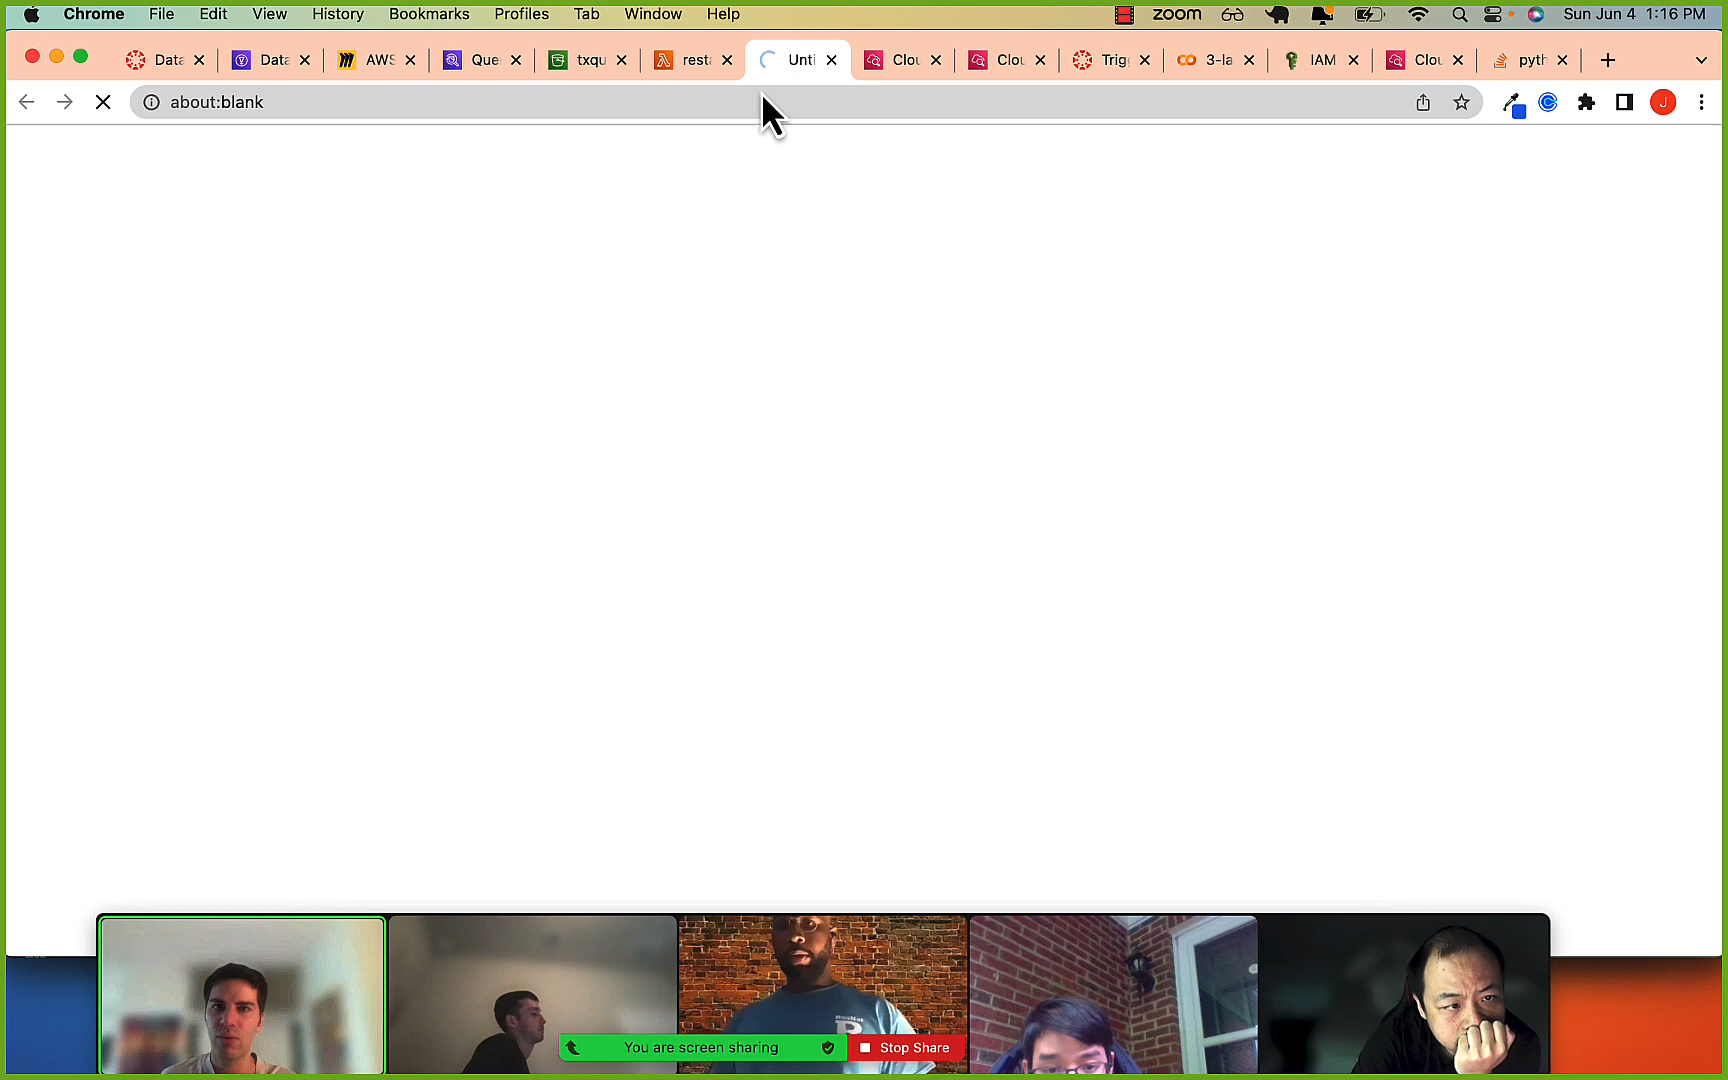 Chrome File Edit View History Bookmarks Profiles Tab Window Help zoom Sun Jun 4 1:16 PM
Data Data AWS Que txqu rest Unti Clou Clou Trig 3-la IAM Clou pyth
about:blank J
You are screen sharing Stop Share